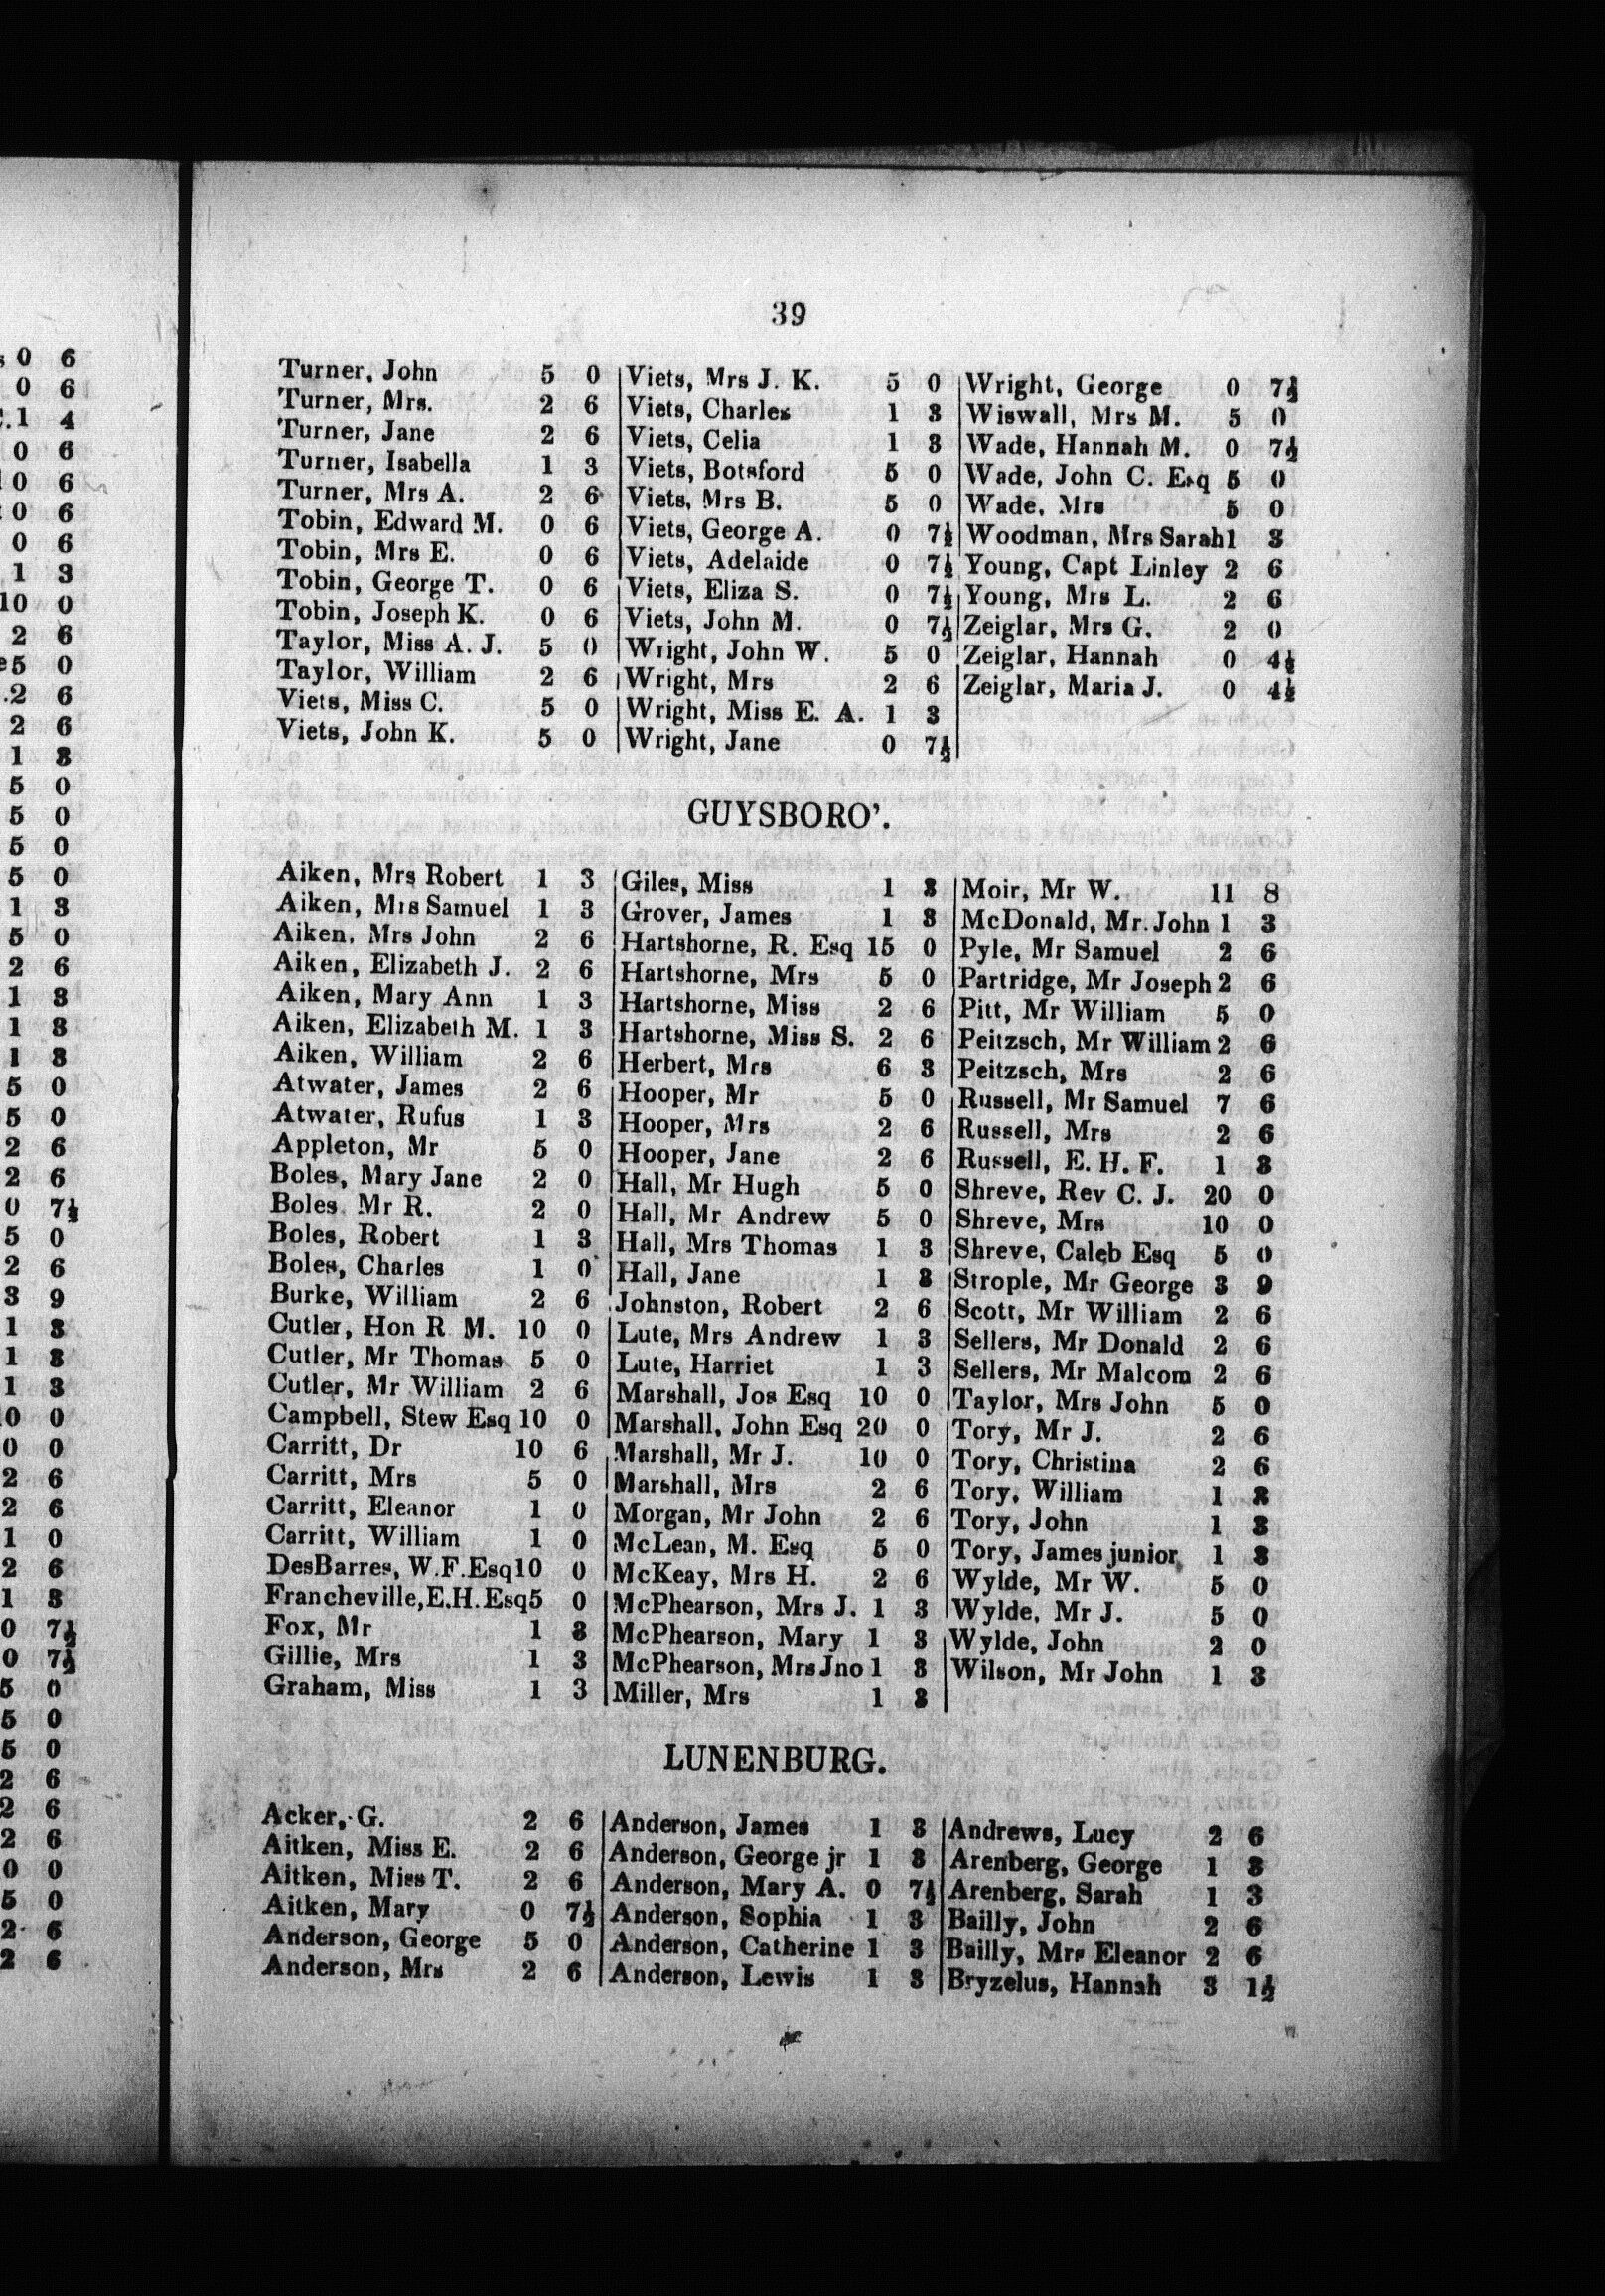 39
Turner, John 5 0
Turner, Mrs. 2 6
Turner, Jane 2 6
Turner, Isabella 1 3
Turner, Mrs A. 2 6
Tobin, Edward M. 0 6
Tobin, Mrs E. 0 6
Tobin, George T. 0 6
Tobin, Joseph K. 0 6
Taylor, Miss A. J. 5 0
Taylor, William 2 6
Viets, Miss C. 5 0
Viets, John K. 5 0
Viets, Mrs J. K. 5 0
Viets, Charles 1 3
Viets, Celia 1 3
Viets, Botsford 5 0
Viets, Mrs B. 5 0
Viets, George A. 0 7½
Viets, Adelaide 0 7½
Viets, Eliza S. 0 7½
Viets, John M. 0 7½
Wright, John W. 5 0
Wright, Mrs 2 6
Wright, Miss E. A. 1 3
Wright, Jane 0 7½
Wright, George 0 7½
Wiswall, Mrs M. 5 0
Wade, Hannah M. 0 7½
Wade, John C. Esq 5 0
Wade, Mrs 5 0
Woodman, Mrs Sarah 1 3
Young, Capt Linley 2 6
Young, Mrs L. 2 6
Zeiglar, Mrs G. 2 0
Zeiglar, Hannah 0 4½
Zeiglar, Maria J. 0 4½
GUYSBORO'.
Aiken, Mrs Robert 1 3
Aiken, Mrs Samuel 1 3
Aiken, Mrs John 2 6
Aiken, Elizabeth J. 2 6
Aiken, Mary Ann 1 3
Aiken, Elizabeth M. 1 3
Aiken, William 2 6
Atwater, James 2 6
Atwater, Rufus 1 3
Appleton, Mr 5 0
Boles, Mary Jane 2 0
Boles Mr R. 2 0
Boles, Robert 1 3
Boles, Charles 1 0
Burke, William 2 6
Cutler, Hon R M. 10 0
Cutler, Mr Thomas 5 0
Cutler, Mr William 2 6
Campbell, Stew Esq 10 0
Carritt, Dr 10 6
Carritt, Mrs 5 0
Carritt, Eleanor 1 0
Carritt, William 1 0
DesBarres, W.F.Esq 10 0
Francheville, E.H. Esq 5 0
Fox, Mr 1 3
Gillie, Mrs 1 3
Graham, Miss 1 3
Giles, Miss 1 3
Grover, James 1 3
Hartshorne, R. Esq 15 0
Hartshorne, Mrs 5 0
Hartshorne, Miss 2 6
Hartshorne, Miss S. 2 6
Herbert, Mrs 6 3
Hooper, Mr 5 0
Hooper, Mrs 2 6
Hooper, Jane 2 6
Hall, Mr Hugh 5 0
Hall, Mr Andrew 5 0
Hall, Mrs Thomas 1 3
Hall, Jane 1 3
Johnston, Robert 2 6
Lute, Mrs Andrew 1 3
Lute, Harriet 1 3
Marshall, Jos Esq 10 0
Marshall, John Esq 20 0
Marshall, Mr J. 10 0
Marshall, Mrs 2 6
Morgan, Mr John 2 6
McLean, M. Esq 5 0
McKeay, Mrs H. 2 6
McPhearson, Mrs J. 1 3
McPhearson, Mary 1 3
McPhearson, Mrs Jno 1 3
Miller, Mrs 1 3
Moir, Mr W. 11 8
McDonald, Mr. John 1 3
Pyle, Mr Samuel 2 6
Partridge, Mr Joseph 2 6
Pitt, Mr William 5 0
Peitzsch, Mr William 2 6
Peitzsch, Mrs 2 6
Russell, Mr Samuel 7 6
Russell, Mrs 2 6
Russell, E. H. F. 1 3
Shreve, Rev C. J. 20 0
Shreve, Mrs 10 0
Shreve, Caleb Esq 5 0
Strople, Mr George 3 9
Scott, Mr William 2 6
Sellers, Mr Donald 2 6
Sellers, Mr Malcom 2 6
Taylor, Mrs John 5 0
Tory, Mr J. 2 6
Tory, Christina 2 6
Tory, William 1 3
Tory, John 1 3
Tory, James junior, 1 3
Wylde, Mr W. 5 0
Wylde, Mr J. 5 0
Wylde, John 2 0
Wilson, Mr John 1 3
LUNENBURG.
Acker, G. 2 6
Aitken, Miss E. 2 6
Aitken, Miss T. 2 6
Aitken, Mary 0 7½
Anderson, George 5 0
Anderson, Mrs 2 6
Anderson, James 1 3
Anderson, George jr 1 3
Anderson, Mary A. 0 7½
Anderson, Sophia 1 3
Anderson, Catherine 1 3
Anderson, Lewis 1 3
Andrews, Lucy 2 6
Arenberg, George 1 3
Arenberg, Sarah 1 3
Bailly, John 2 6
Bailly, Mrs Eleanor 2 6
Bryzelus, Hannah 3 1½